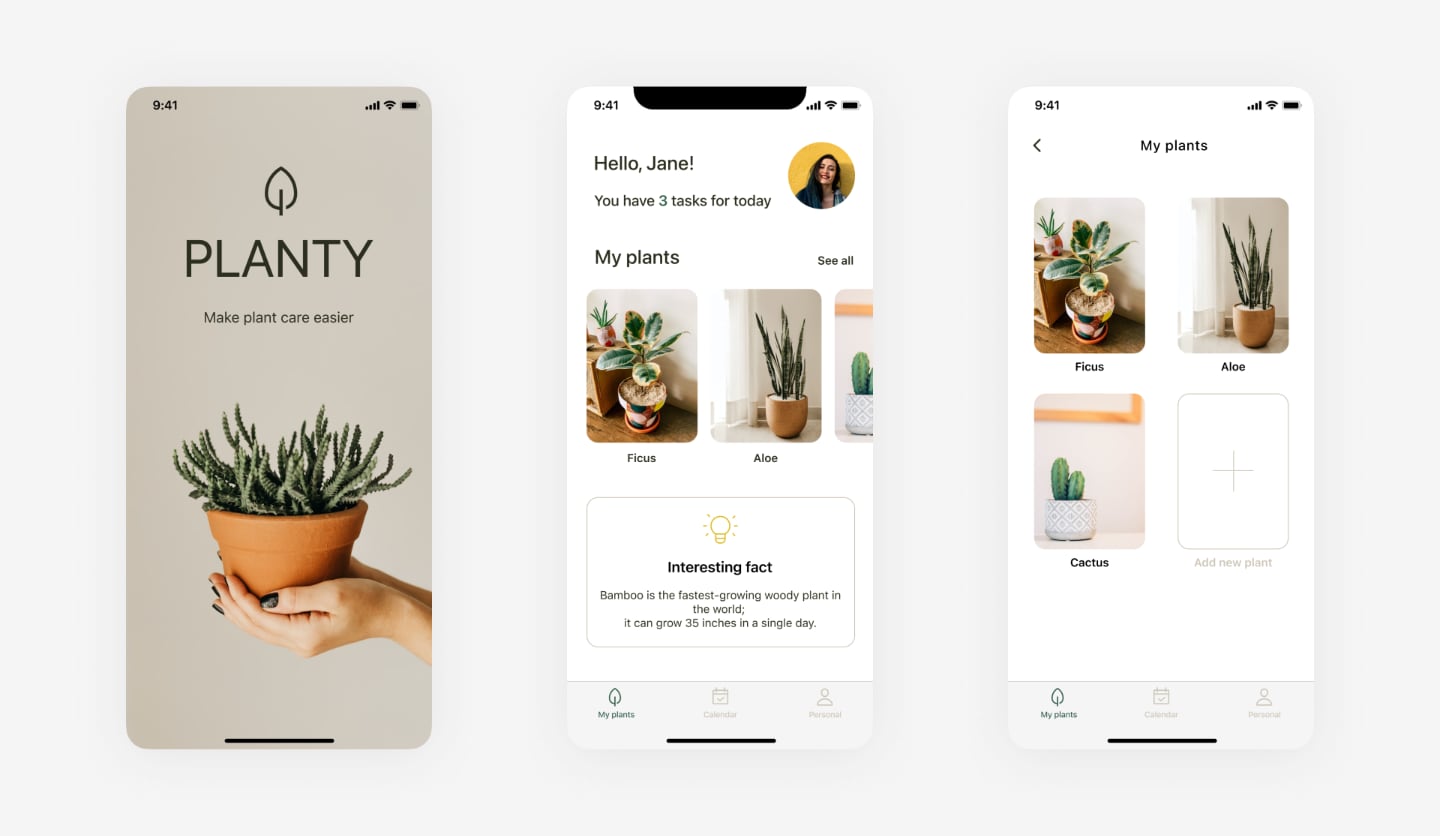 9:41
PLANTY
Make plant care easier
9:41
Hello, Jane!
You have 3 tasks for today
My plants
See all
Ficus
Aloe
Interesting fact
Bamboo is the fastest-growing woody plant in
the world;
it can grow 35 inches in a single day.
My plants
Calendar
Personal
9:41
My plants
Ficus
Aloe
Cactus
Add new plant
My plants
Calendar
Personal